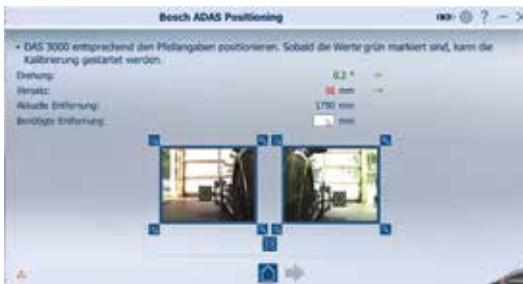 Bosch ADAS Positioning
?
• DAS 3000 entsprechend den Pfeilangaben positionieren. Sobald die Werte grün markiert sind, kann die
Kalibrierung gestartet werden.
Drehung: 0.2 °
Versatz: mm
Aktuelle Entfernung: 1790 mm
Benötigte Entfernung: mm